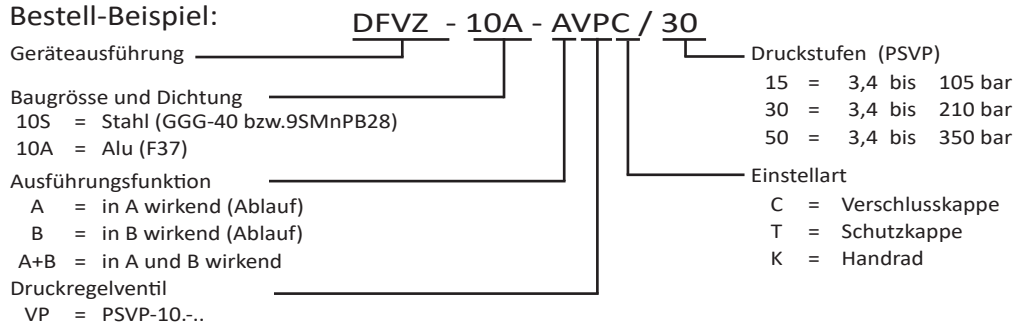 Bestell-Beispiel:
DFVZ - 10A - AVPC / 30
Geräteausführung
Baugrösse und Dichtung
10S = Stahl (GGG-40 bzw.9SMnPB28)
10A = Alu (F37)
Ausführungsfunktion
A = in A wirkend (Ablauf)
B = in B wirkend (Ablauf)
A+B = in A und B wirkend
Druckregelventil
VP = PSVP-10.-..
Druckstufen (PSVP)
15 = 3,4 bis 105 bar
30 = 3,4 bis 210 bar
50 = 3,4 bis 350 bar
Einstellart
C = Verschlusskappe
T = Schutzkappe
K = Handrad